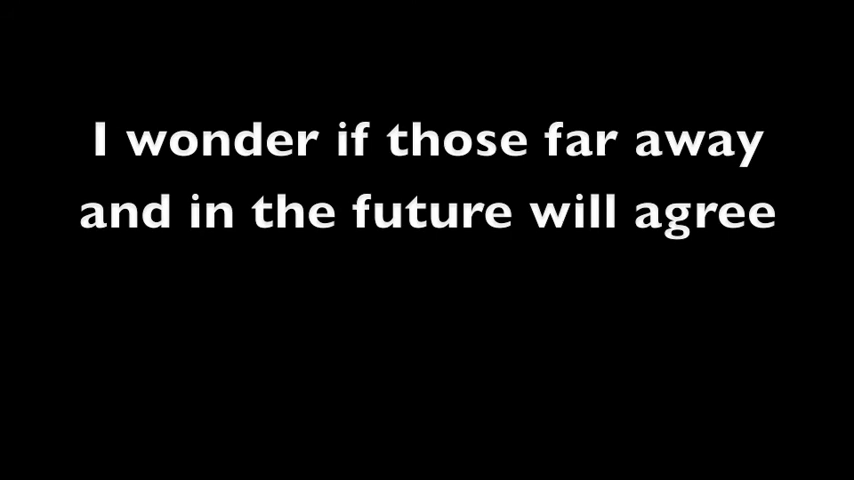 I wonder if those far away
and in the future will agree